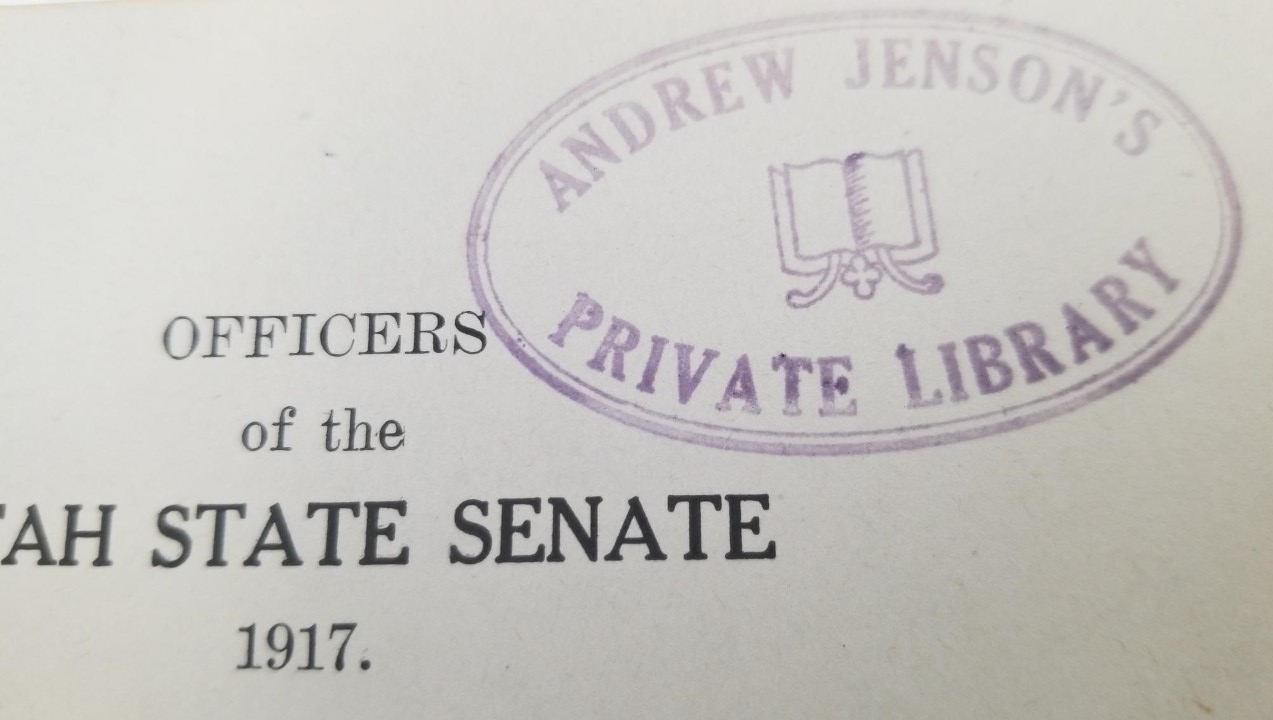 ANDREW JENSON'S
PRIVATE LIBRARY
OFFICERS
of the
TAH STATE SENATE
1917.